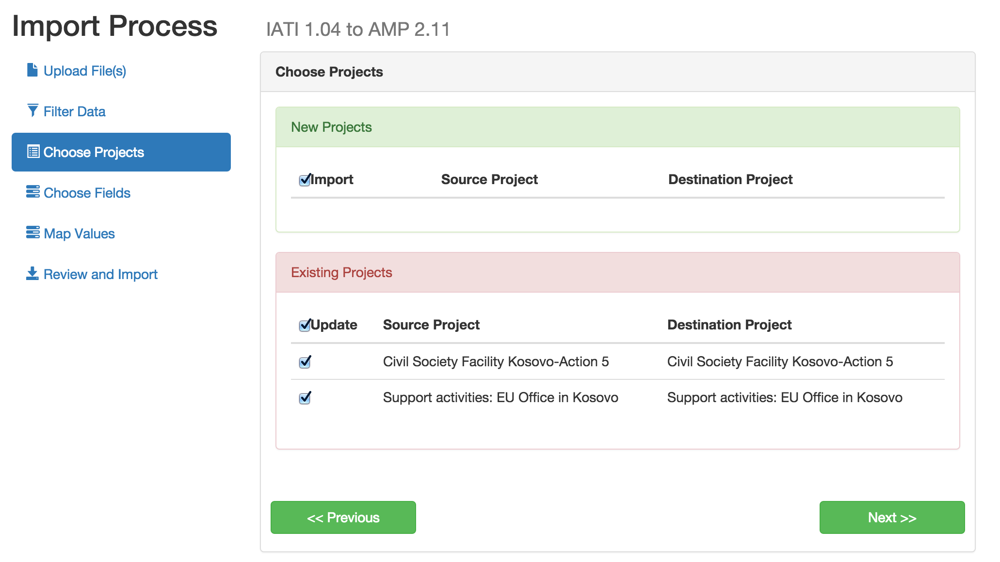 Import Process
IATI 1.04 to AMP 2.11
Upload File(s)
Filter Data
Choose Projects
Choose Fields
Map Values
Review and Import
Choose Projects
New Projects
Import Source Project Destination Project
Existing Projects
Update Source Project Destination Project
Civil Society Facility Kosovo-Action 5 Civil Society Facility Kosovo-Action 5
Support activities: EU Office in Kosovo Support activities: EU Office in Kosovo
<< Previous Next >>